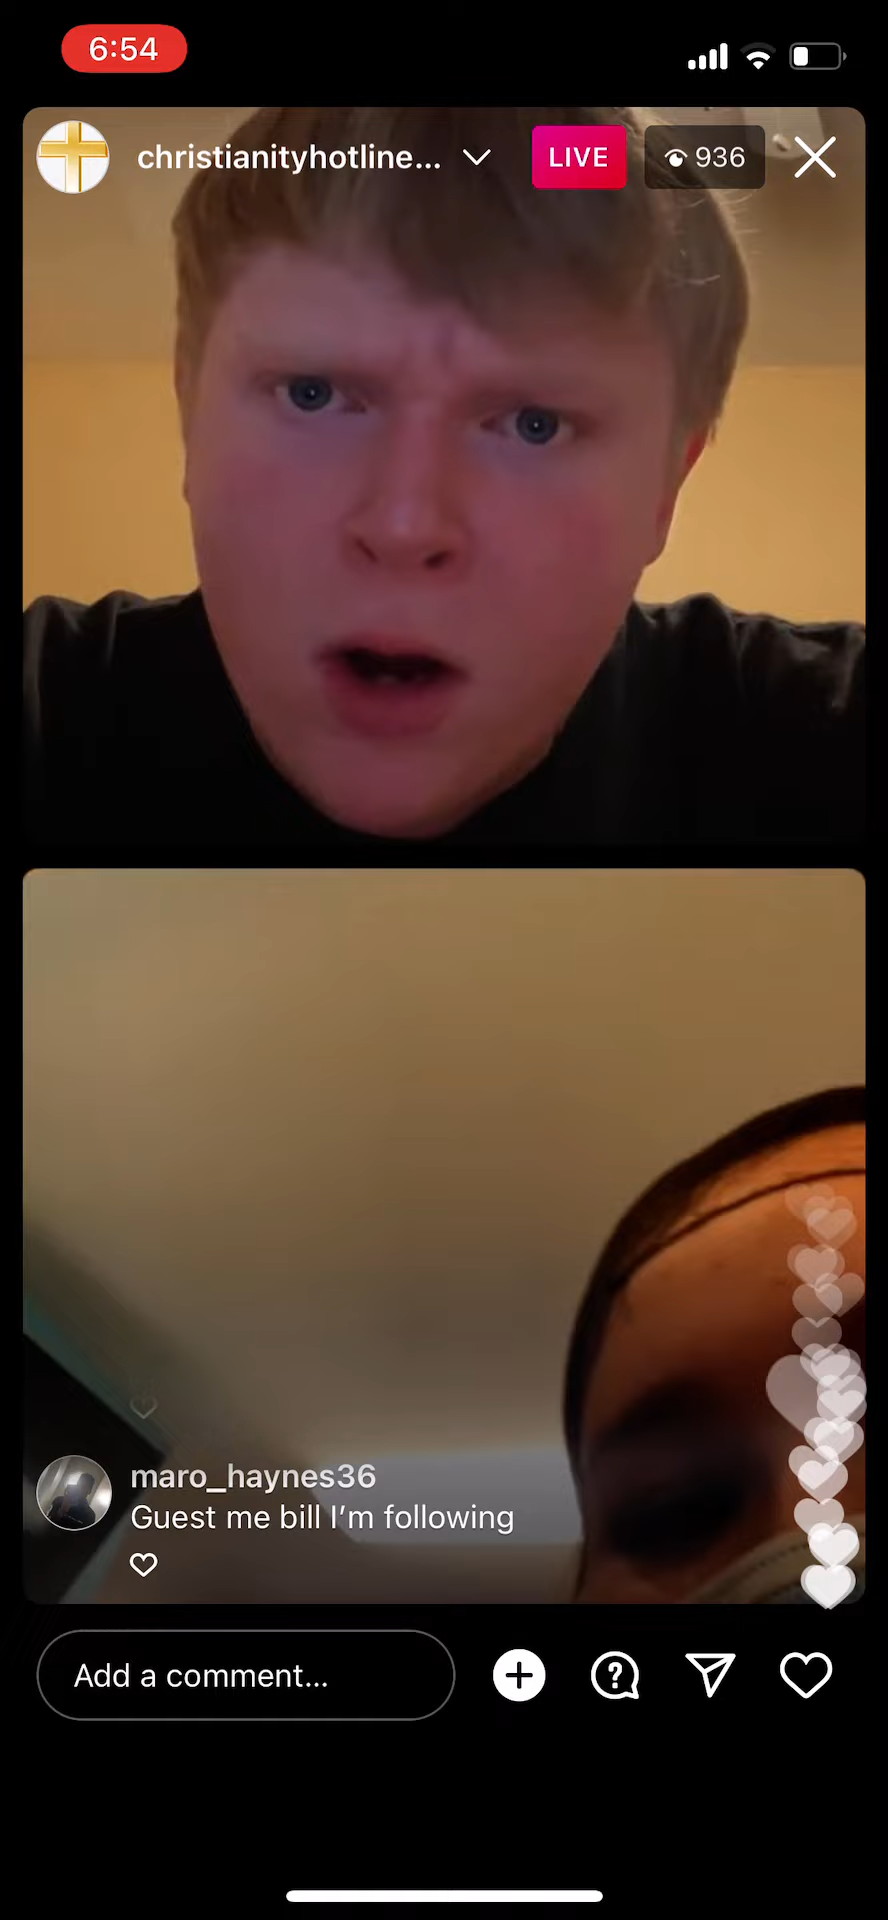 6:54
christianityhotline...
LIVE
936
maro_haynes36
Guest me bill I'm following
Add a comment...